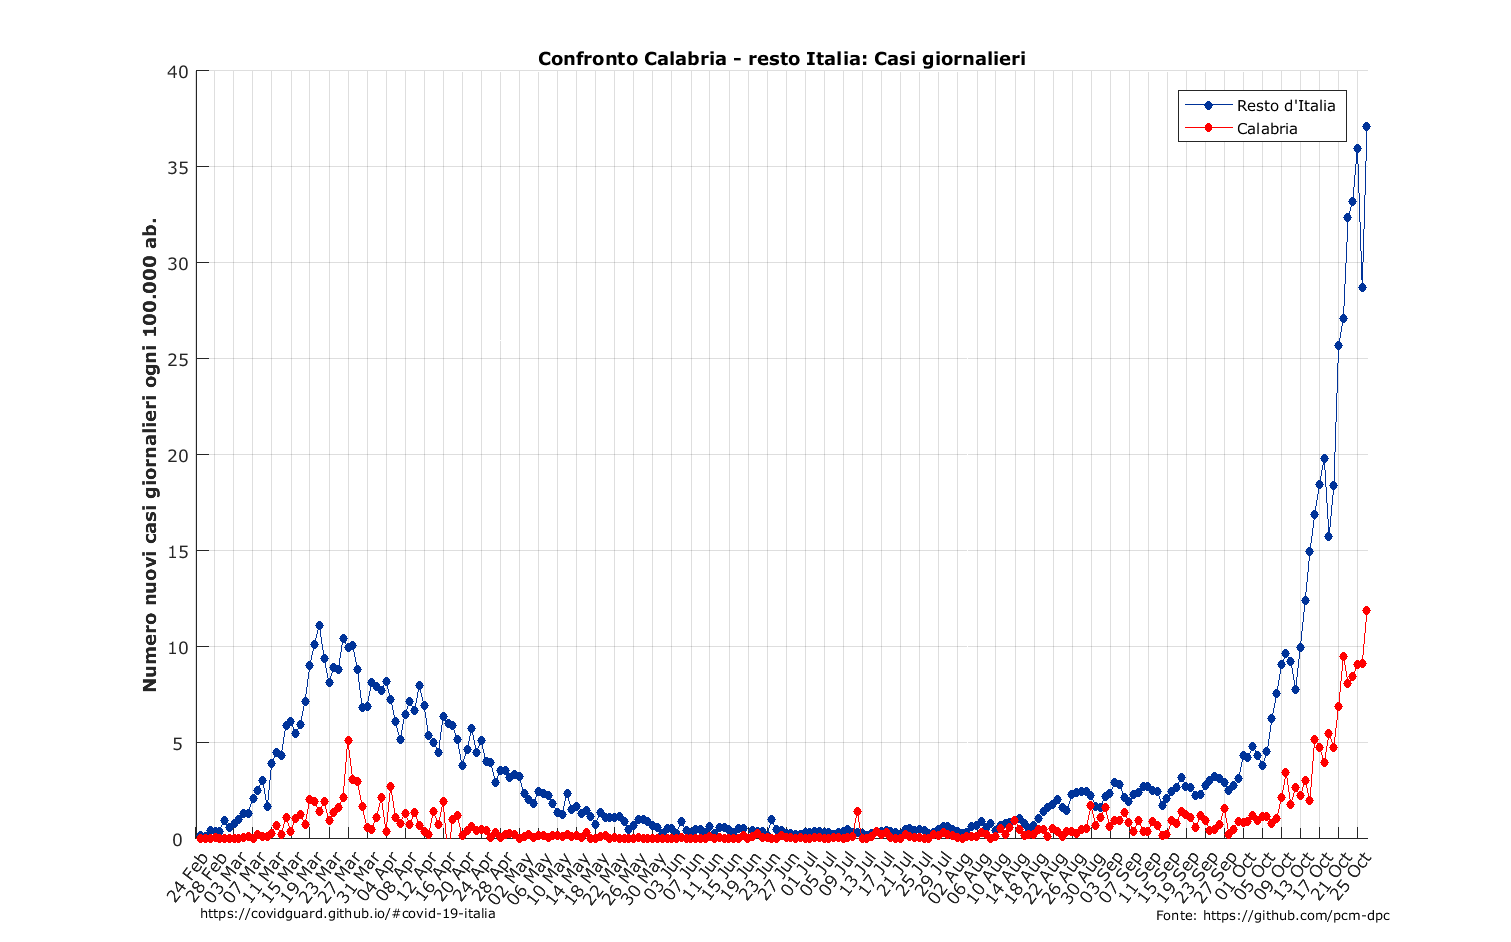 Confronto Calabria - resto Italia: Casi giornalieri
Resto d'Italia
Calabria
Numero nuovi casi giornalieri ogni 100.000 ab.
40
35
30
25
20
15
10
5
0
24 Feb
28 Feb
03 Mar
07 Mar
11 Mar
15 Mar
19 Mar
23 Mar
27 Mar
31 Mar
04 Apr
08 Apr
12 Apr
16 Apr
20 Apr
24 Apr
28 Apr
02 May
06 May
10 May
14 May
18 May
22 May
26 May
30 May
03 Jun
07 Jun
11 Jun
15 Jun
19 Jun
23 Jun
27 Jun
01 Jul
05 Jul
09 Jul
13 Jul
17 Jul
21 Jul
25 Jul
29 Jul
02 Aug
06 Aug
10 Aug
14 Aug
18 Aug
22 Aug
26 Aug
30 Aug
03 Sep
07 Sep
11 Sep
15 Sep
19 Sep
23 Sep
27 Sep
01 Oct
05 Oct
09 Oct
13 Oct
17 Oct
21 Oct
25 Oct
https://covidguard.github.io/#covid-19-italia
Fonte: https://github.com/pcm-dpc